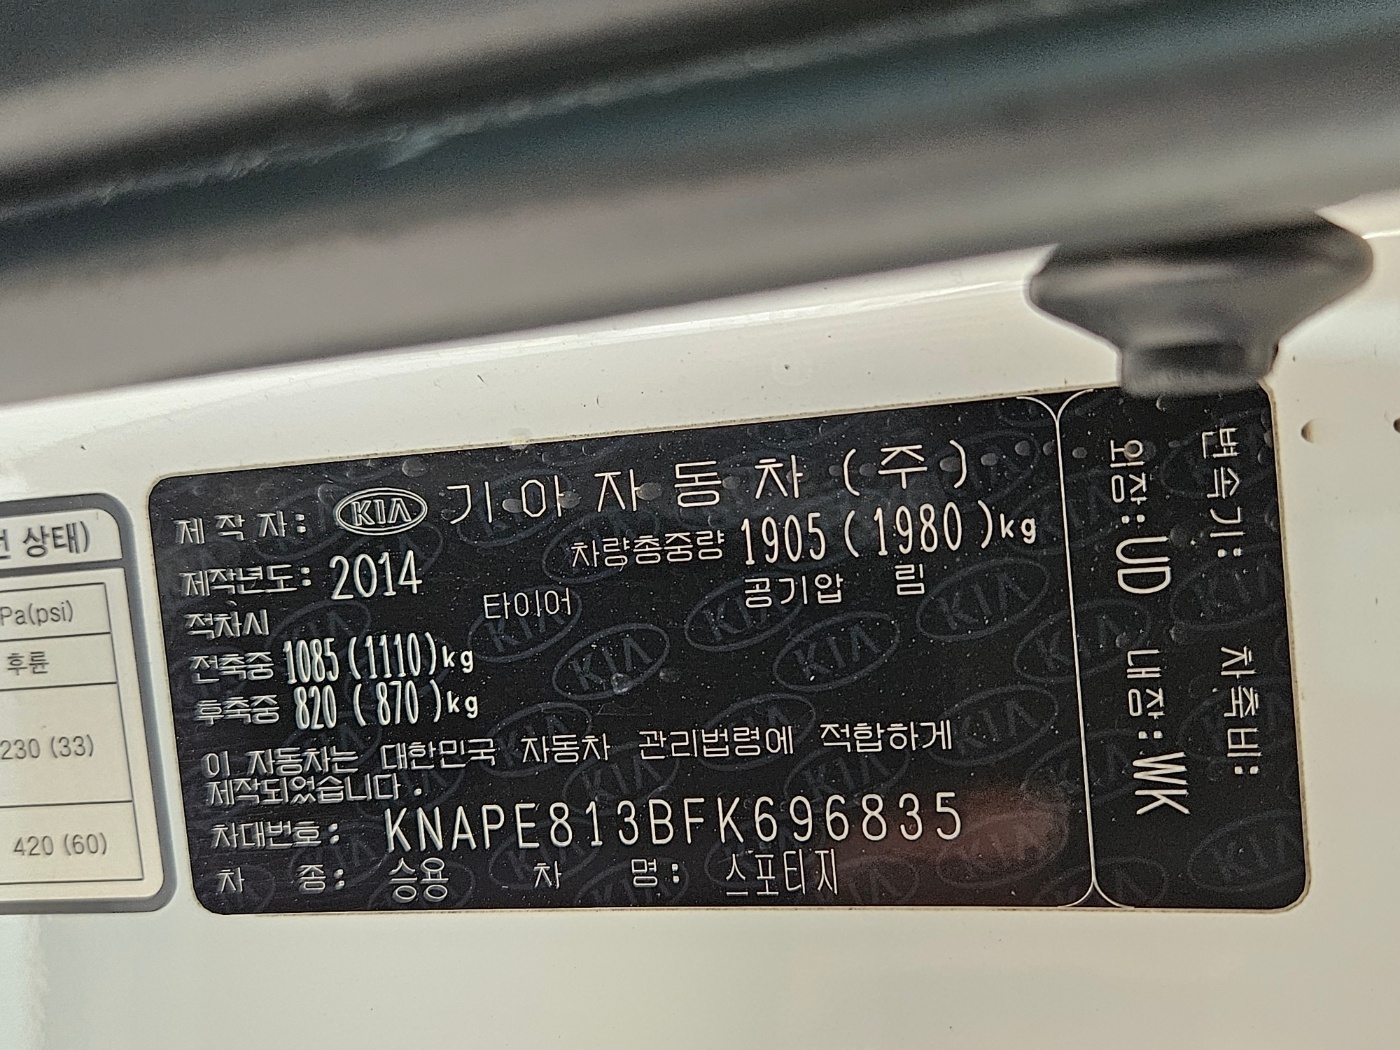 상태)
Pa(psi)
후륜
230 (33)
420 (60)
제작자: KIA 기아자동차(주)
제작년도: 2014 차량총중량 1905 (1980)kg
적차시 타이어 공기압 림
전축중 1085(1110)kg
후축중 820 (870)kg
이 자동차는 대한민국 자동차 관리법령에 적합하게
제작되었습니다.
차대번호: KNAPE813BFK696835
차 종: 승용 차 명: 스포티지
변속기: 차축비:
외장:UD 내장:WK